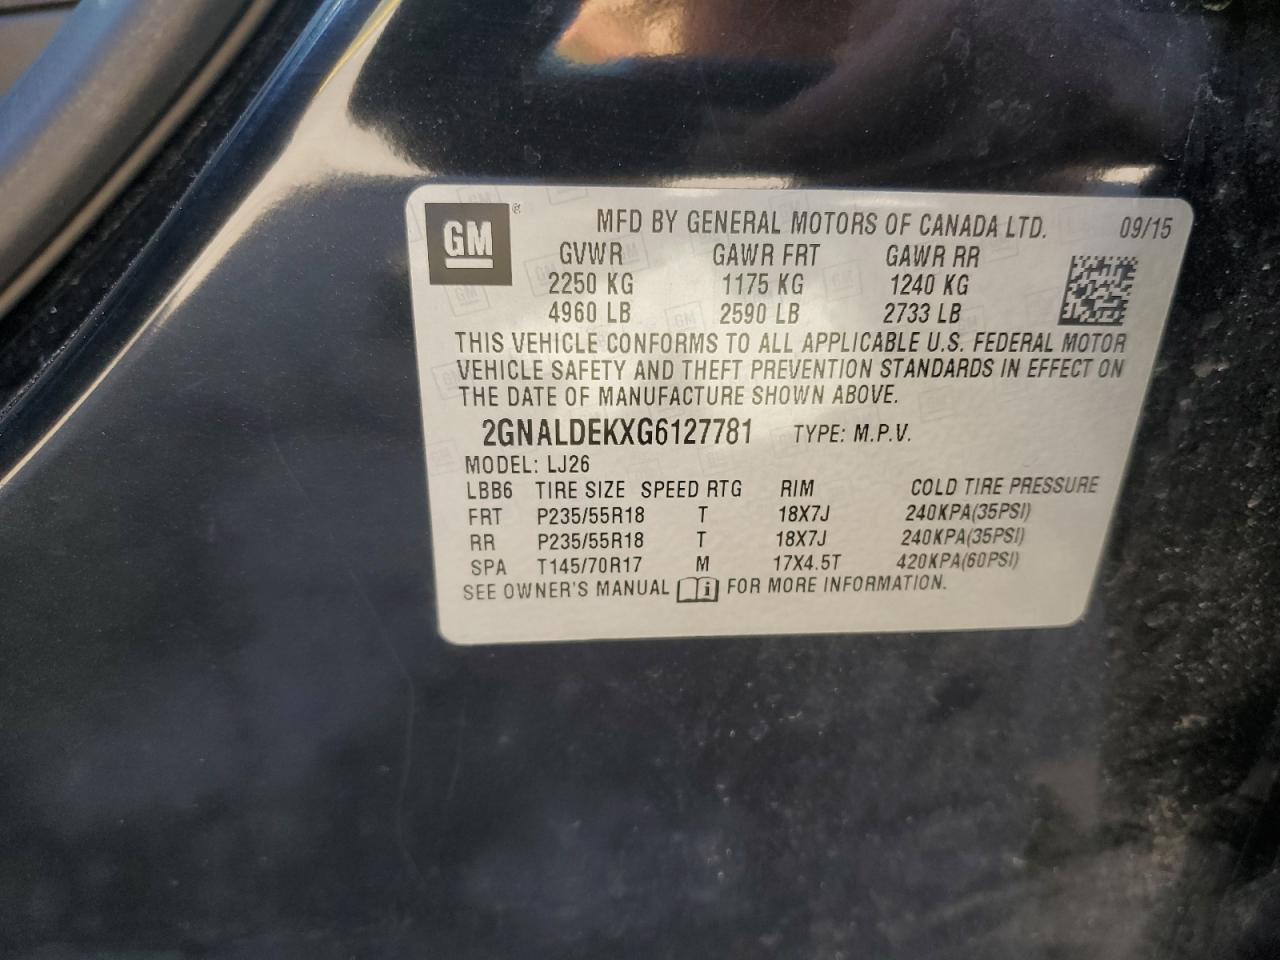 GM ® MFD BY GENERAL MOTORS OF CANADA LTD. 09/15
GVWR GAWR FRT GAWR RR
2250 KG 1175 KG 1240 KG
4960 LB 2590 LB 2733 LB
THIS VEHICLE CONFORMS TO ALL APPLICABLE U.S. FEDERAL MOTOR
VEHICLE SAFETY AND THEFT PREVENTION STANDARDS IN EFFECT ON
THE DATE OF MANUFACTURE SHOWN ABOVE.
2GNALDEKXG6127781 TYPE: M.P.V.
MODEL: LJ26
LBB6 TIRE SIZE SPEED RTG RIM COLD TIRE PRESSURE
FRT P235/55R18 T 18X7J 240KPA(35PSI)
RR P235/55R18 T 18X7J 240KPA(35PSI)
SPA T145/70R17 M 17X4.5T 420KPA(60PSI)
SEE OWNER'S MANUAL i FOR MORE INFORMATION.